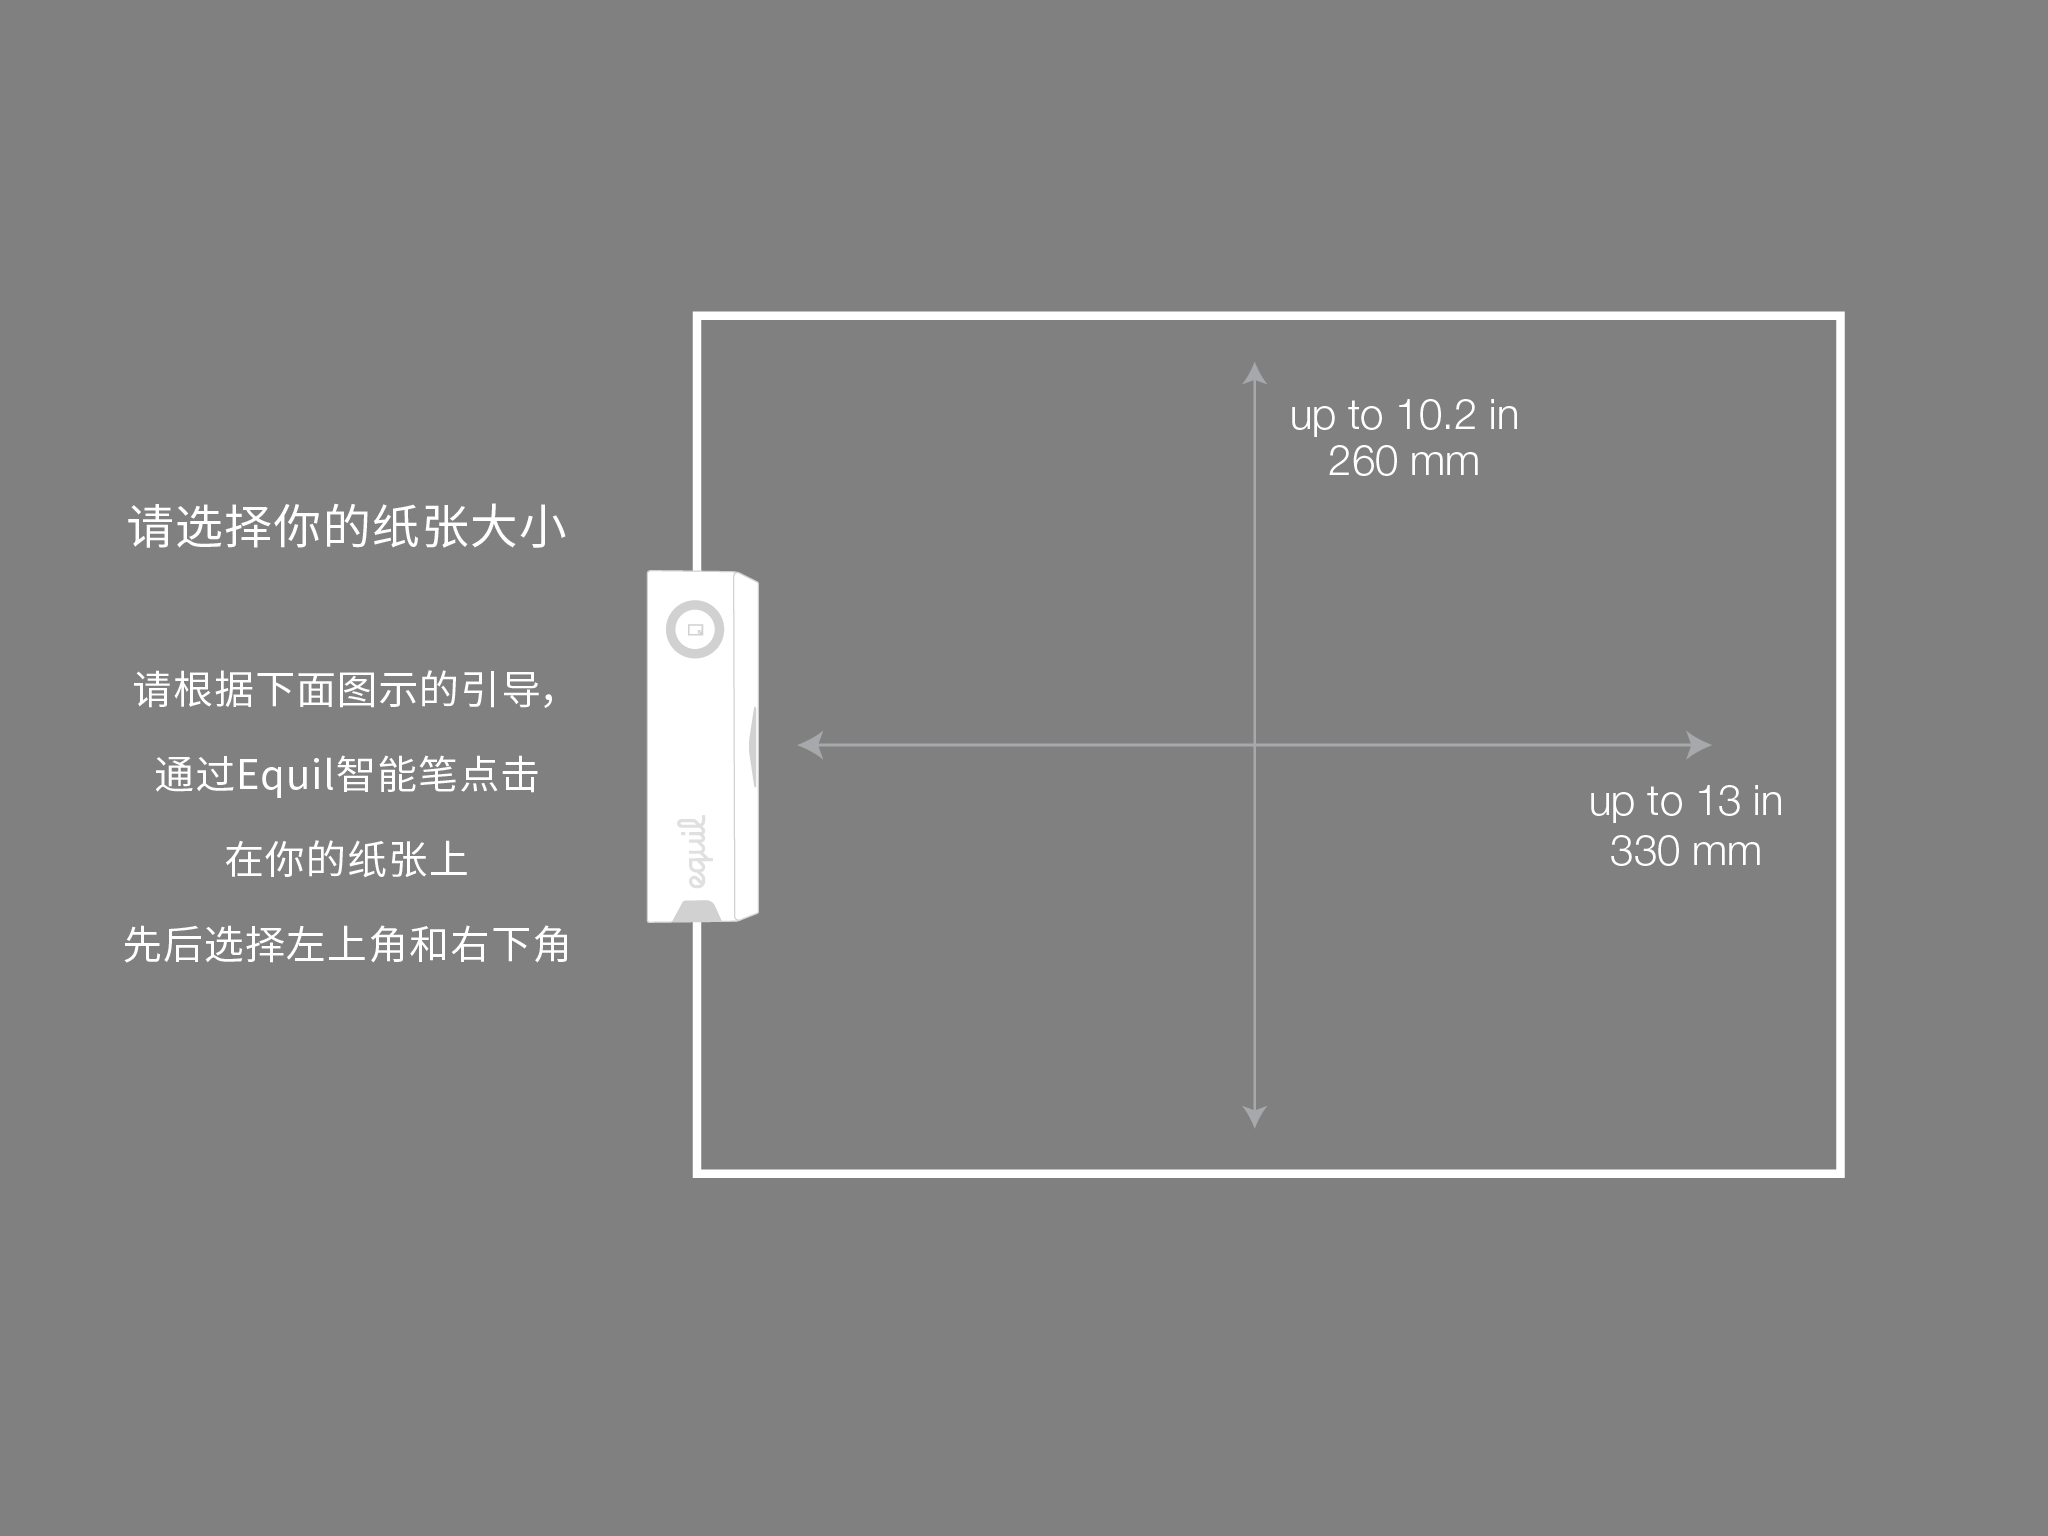 请选择你的纸张大小
请根据下面图示的引导，
通过Equil智能笔点击
在你的纸张上
先后选择左上角和右下角
equil
up to 10.2 in
260 mm
up to 13 in
330 mm